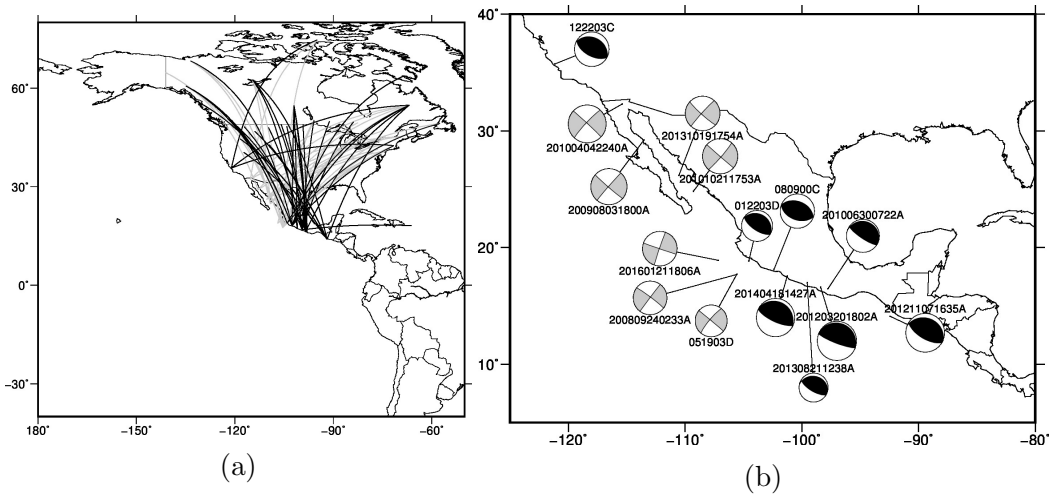 60°
30°
0°
−30°
180°
−150°
−120°
−90°
−60°
(a)
40°
30°
20°
10°
−120°
−110°
−100°
−90°
−80°
122203C
201310191754A
201004042240A
201010211753A
200908031800A
080900C
012203D
201006300722A
201601211806A
201404181427A
201211071635A
200809240233A
201203201802A
051903D
201308211238A
(b)